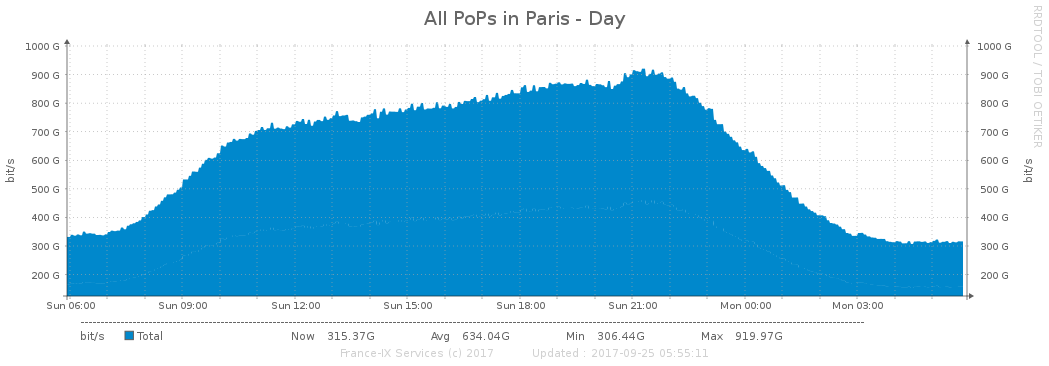 All PoPs in Paris - Day
RRDTOOL / TOBI OETIKER
1000 G 1000 G
900 G 900 G
800 G 800 G
700 G 700 G
600 G 600 G
500 G 500 G
400 G 400 G
300 G 300 G
200 G 200 G
bit/s bit/s
Sun 06:00 Sun 09:00 Sun 12:00 Sun 15:00 Sun 18:00 Sun 21:00 Mon 00:00 Mon 03:00
bit/s Total Now 315.37G Avg 634.04G Min 306.44G Max 919.97G
France-IX Services (c) 2017 Updated : 2017-09-25 05:55:11